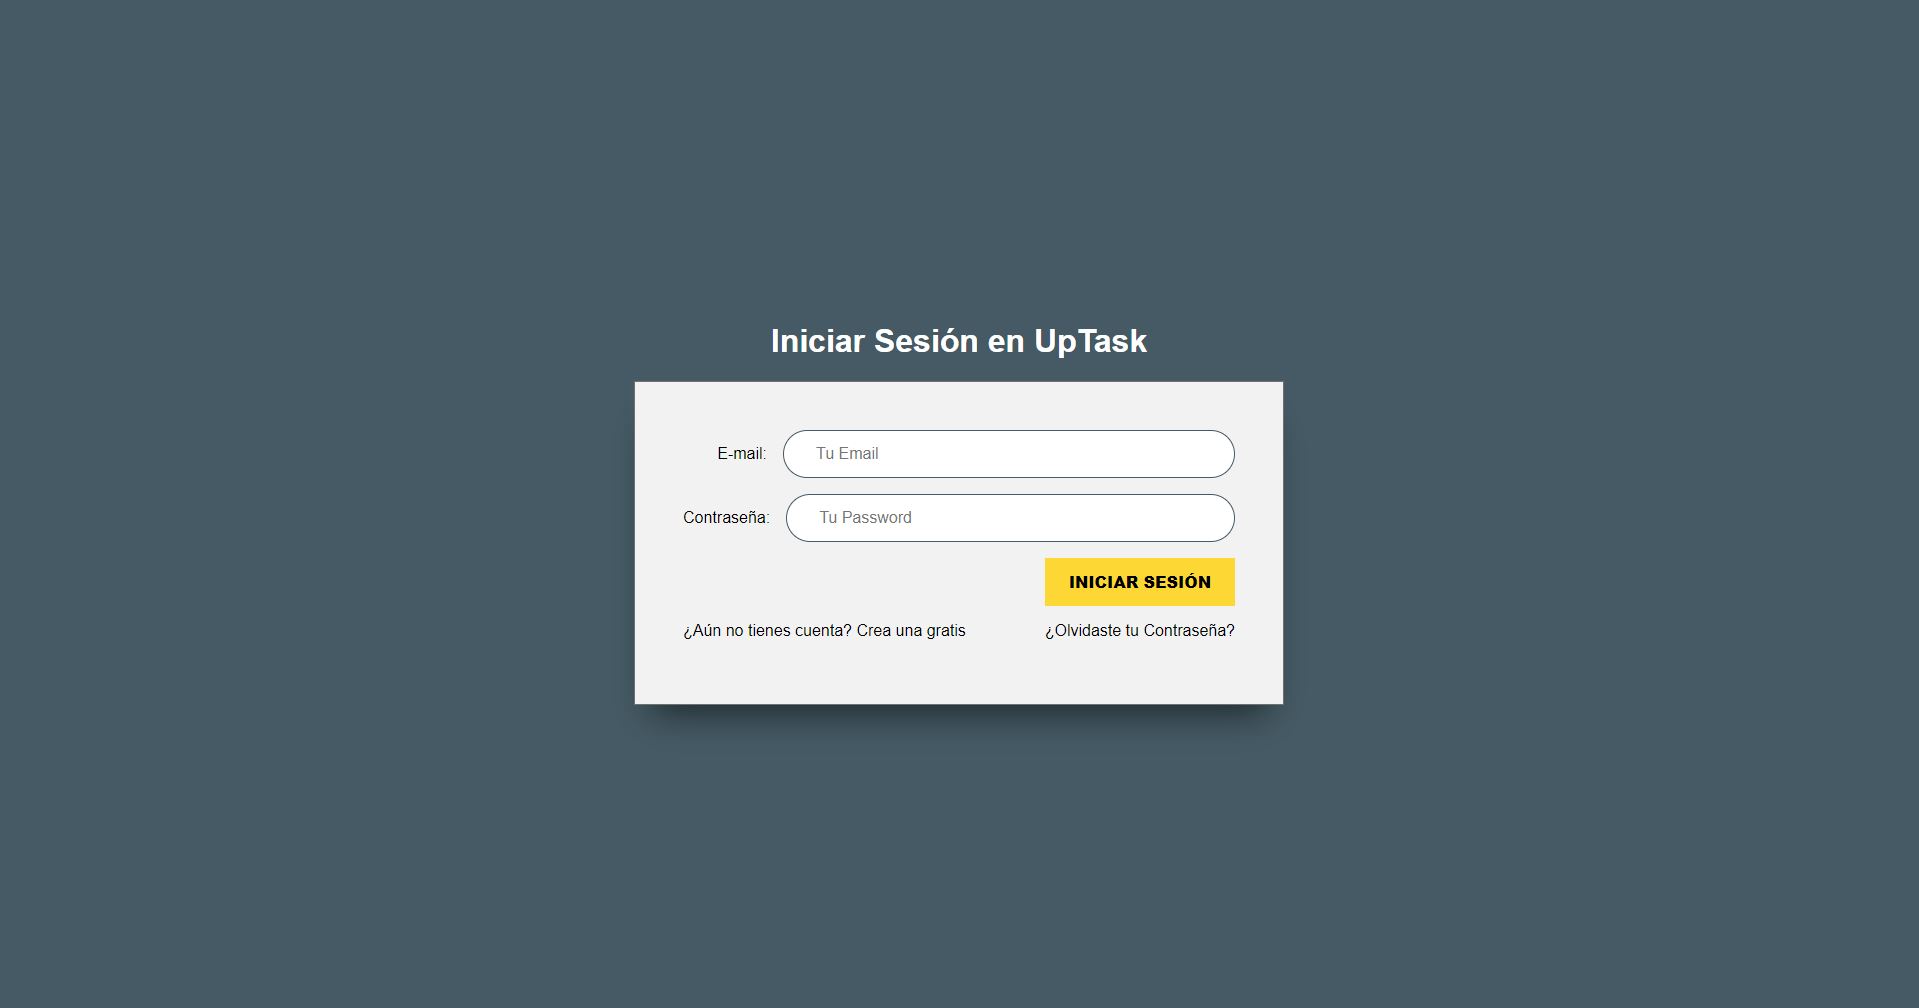 Iniciar Sesión en UpTask
E-mail: Tu Email
Contraseña: Tu Password
INICIAR SESIÓN
¿Aún no tienes cuenta? Crea una gratis ¿Olvidaste tu Contraseña?